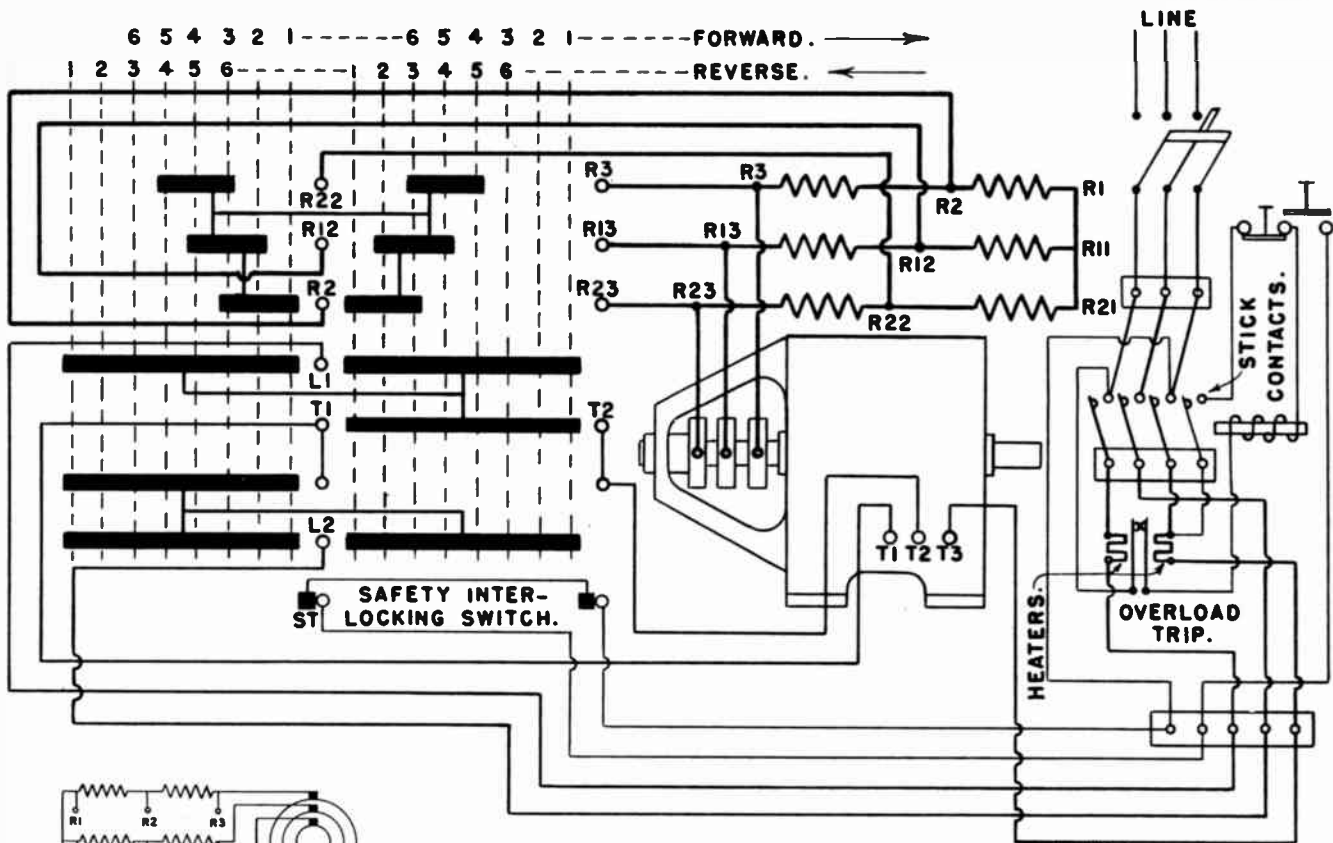 LINE
6 5 4 3 2 1 ------ 6 5 4 3 2 1 ------ FORWARD.
1 2 3 4 5 6 ------ 1 2 3 4 5 6 ------ REVERSE.
R3 R3 R1
R22 R2
R12 R13 R13 R11
R12
R2 R23 R23 R21
R22
STICK
CONTACTS.
L1
T1 T2
L2
T1 T2 T3
SAFETY INTER-
LOCKING SWITCH.
ST
HEATERS.
OVERLOAD
TRIP.
R1 R2 R3